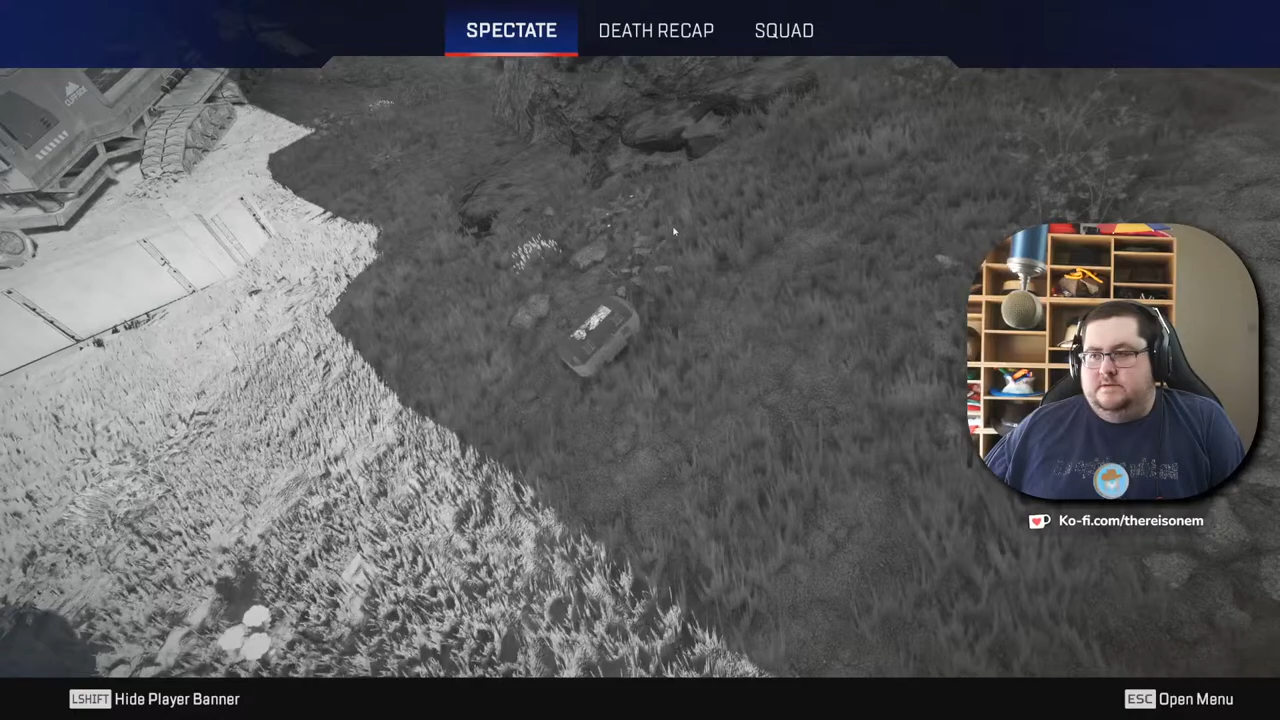 SPECTATE
DEATH RECAP
SQUAD
Ko-fi.com/thereisonem
LSHIFT Hide Player Banner
ESC Open Menu